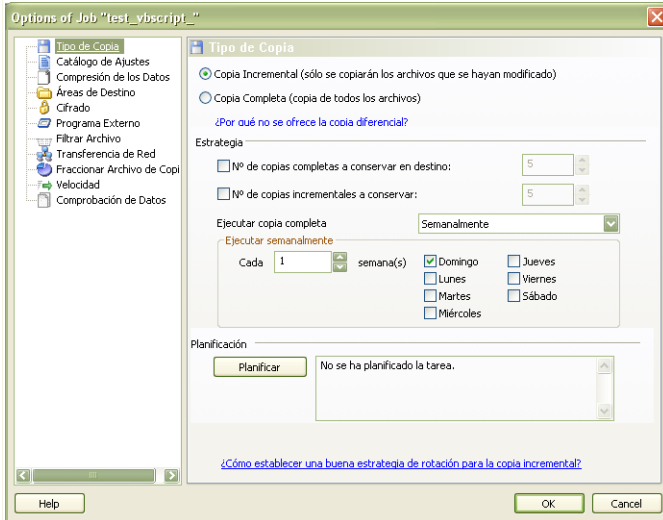 Options of Job "test_vbscript_"
Tipo de Copia
Catálogo de Ajustes
Compresión de los Datos
Áreas de Destino
Cifrado
Programa Externo
Filtrar Archivo
Transferencia de Red
Fraccionar Archivo de Copi
Velocidad
Comprobación de Datos
Tipo de Copia
Copia Incremental (sólo se copiarán los archivos que se hayan modificado)
Copia Completa (copia de todos los archivos)
¿Por qué no se ofrece la copia diferencial?
Estrategia
Nº de copias completas a conservar en destino: 5
Nº de copias incrementales a conservar: 5
Ejecutar copia completa Semanalmente
Ejecutar semanalmente
Cada 1 semana(s) Domingo Jueves
Lunes Viernes
Martes Sábado
Miércoles
Planificación
Planificar No se ha planificado la tarea.
¿Cómo establecer una buena estrategia de rotación para la copia incremental?
Help OK Cancel